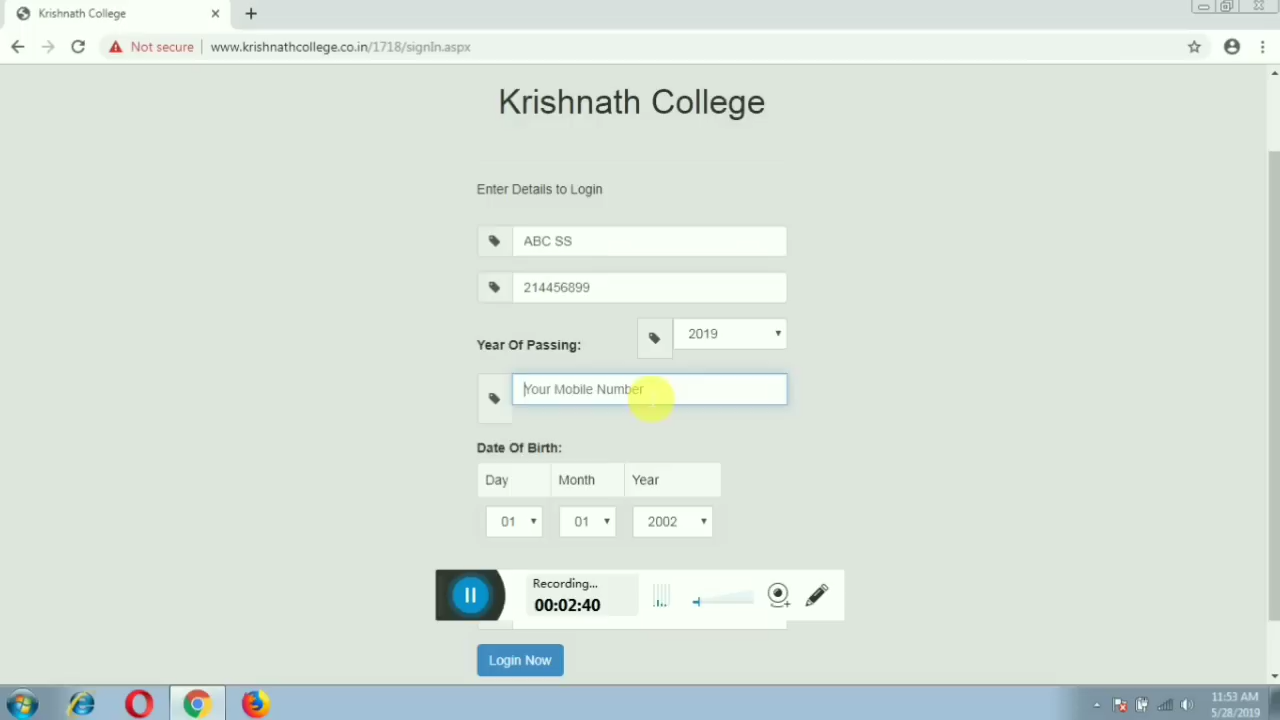 Krishnath College
Not secure
www.krishnathcollege.co.in/1718/signIn.aspx
Krishnath College
Enter Details to Login
ABC SS
214456899
Year Of Passing:
2019
Your Mobile Number
Date Of Birth:
Day Month Year
01 01 2002
Recording...
00:02:40
Login Now
11:53 AM
5/28/2019